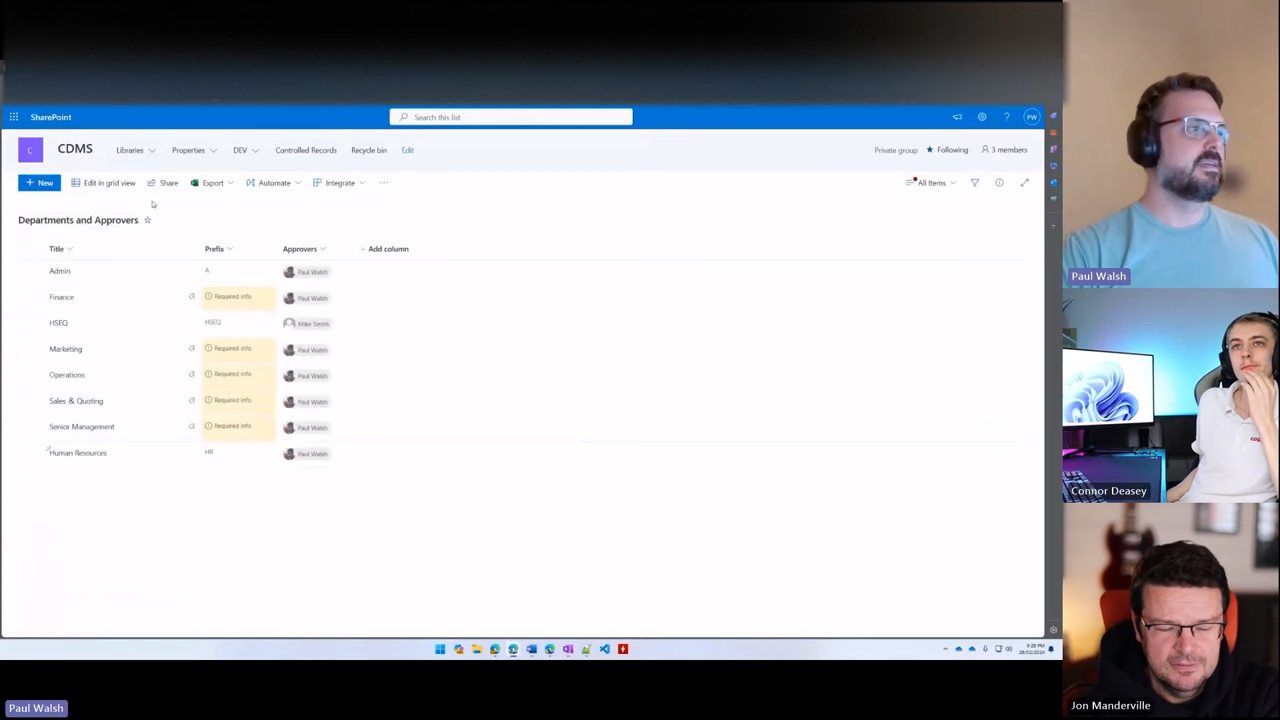 SharePoint
Search this list
PW
C
CDMS
Libraries
Properties
DEV
Controlled Records
Recycle bin
Edit
Private group
Following
3 members
New
Edit in grid view
Share
Export
Automate
Integrate
All Items
Departments and Approvers
Title
Prefix
Approvers
+ Add column
Admin
A
Paul Walsh
Finance
Required info
Paul Walsh
HSEQ
HSEQ
Mike Smith
Marketing
Required info
Paul Walsh
Operations
Required info
Paul Walsh
Sales & Quoting
Required info
Paul Walsh
Senior Management
Required info
Paul Walsh
Human Resources
HR
Paul Walsh
9:28 PM
Paul Walsh
Connor Deasey
Jon Manderville
Paul Walsh